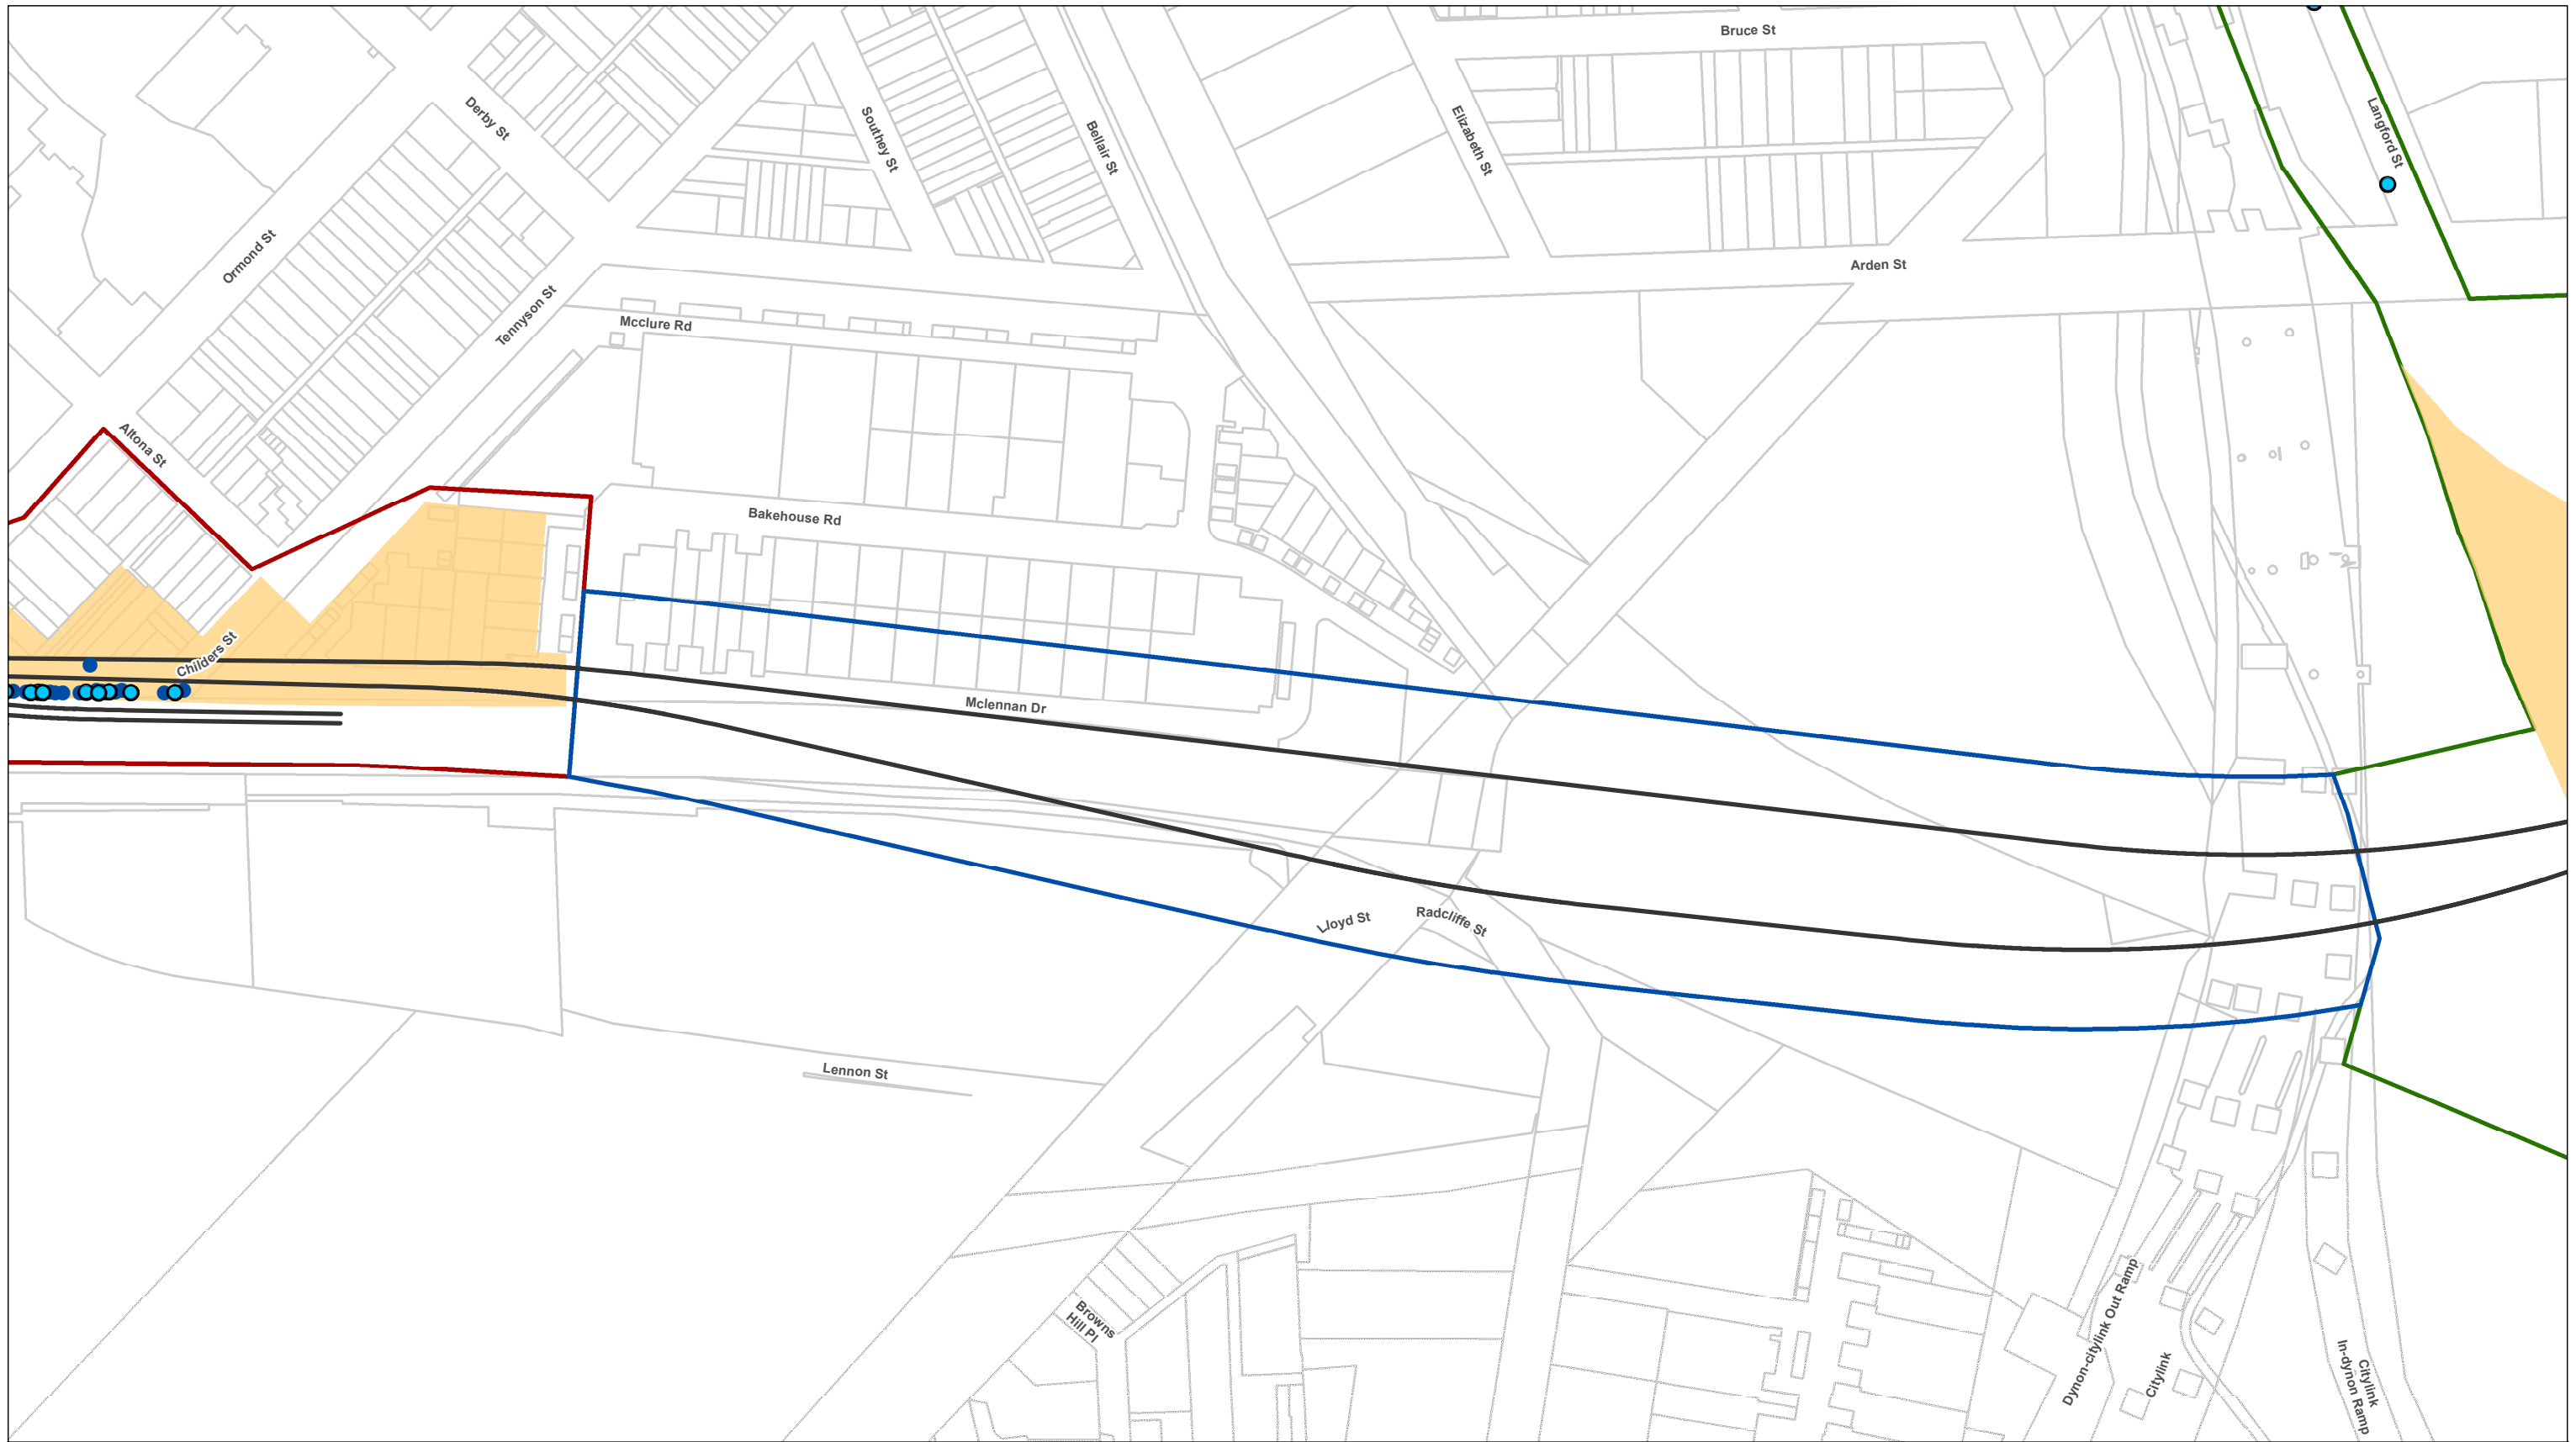 Bruce St
Derby St
Southey St
Bellair St
Elizabeth St
Langford St
Ormond St
Arden St
Tennyson St
Mcclure Rd
Altona St
Bakehouse Rd
Childers St
Mclennan Dr
Lloyd St
Radcliffe St
Lennon St
Browns
Hill Pl
Dynon-citylink Out Ramp
Citylink
Citylink
In-dynon Ramp